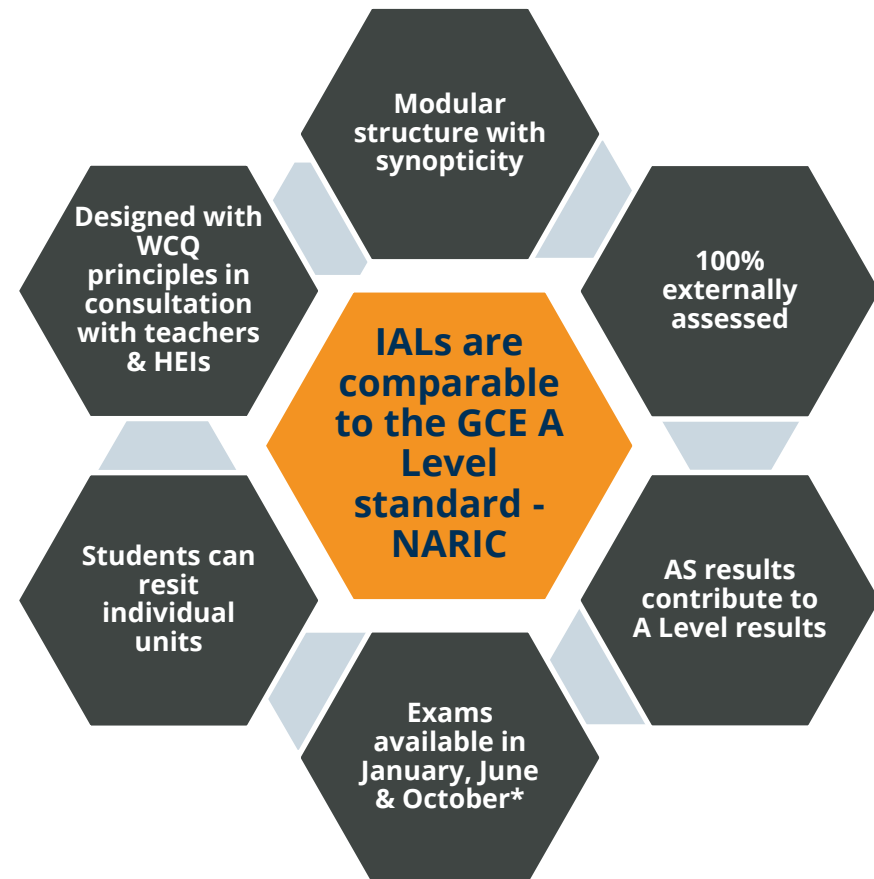 Modular
structure with
synopticity
100%
externally
assessed
AS results
contribute to
A Level results
Exams
available in
January, June
& October*
Students can
resit
individual
units
Designed with
WCQ
principles in
consultation
with teachers
& HEIs
IALs are
comparable
to the GCE A
Level
standard -
NARIC